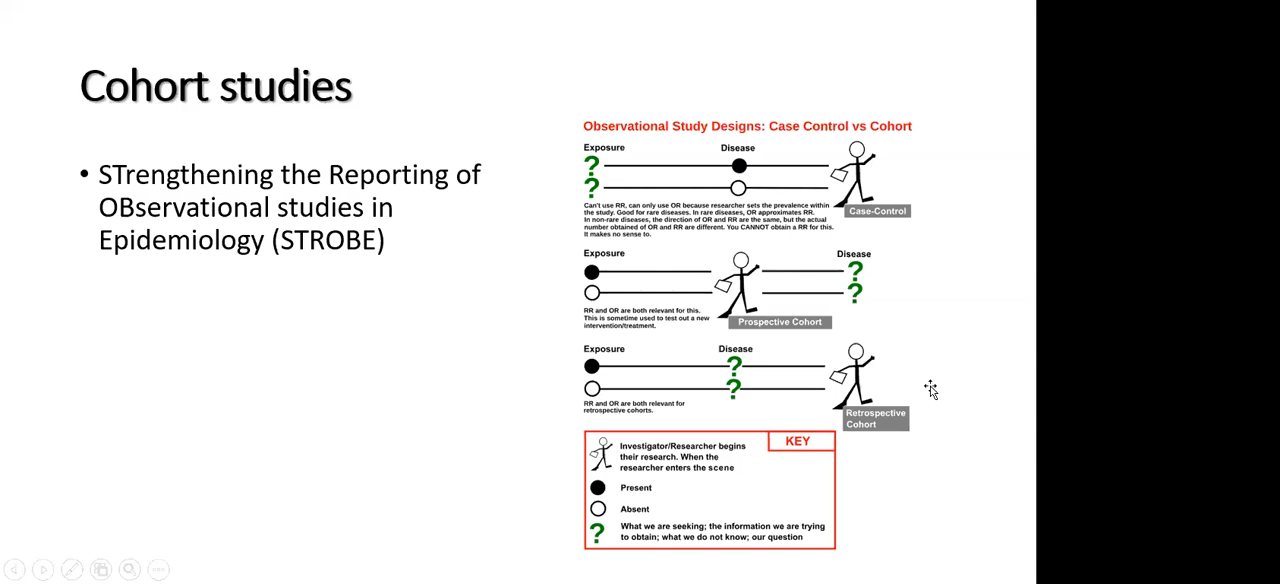 Cohort studies
• STrengthening the Reporting of
OBservational studies in
Epidemiology (STROBE)
Observational Study Designs: Case Control vs Cohort
Exposure Disease
?
?
Can't use RR, can only use OR because researcher sets the prevalence within
the study. Good for rare diseases. In rare diseases, OR approximates RR.
In non-rare diseases, the direction of OR and RR are the same, but the actual
number obtained of OR and RR are different. You CANNOT obtain a RR for this.
It makes no sense to.
Case-Control
Exposure Disease
?
?
RR and OR are both relevant for this.
This is sometime used to test out a new
intervention/treatment.
Prospective Cohort
Exposure Disease
?
?
RR and OR are both relevant for
retrospective cohorts.
Retrospective
Cohort
KEY
Investigator/Researcher begins
their research. When the
researcher enters the scene
Present
Absent
? What we are seeking; the information we are trying
to obtain; what we do not know; our question